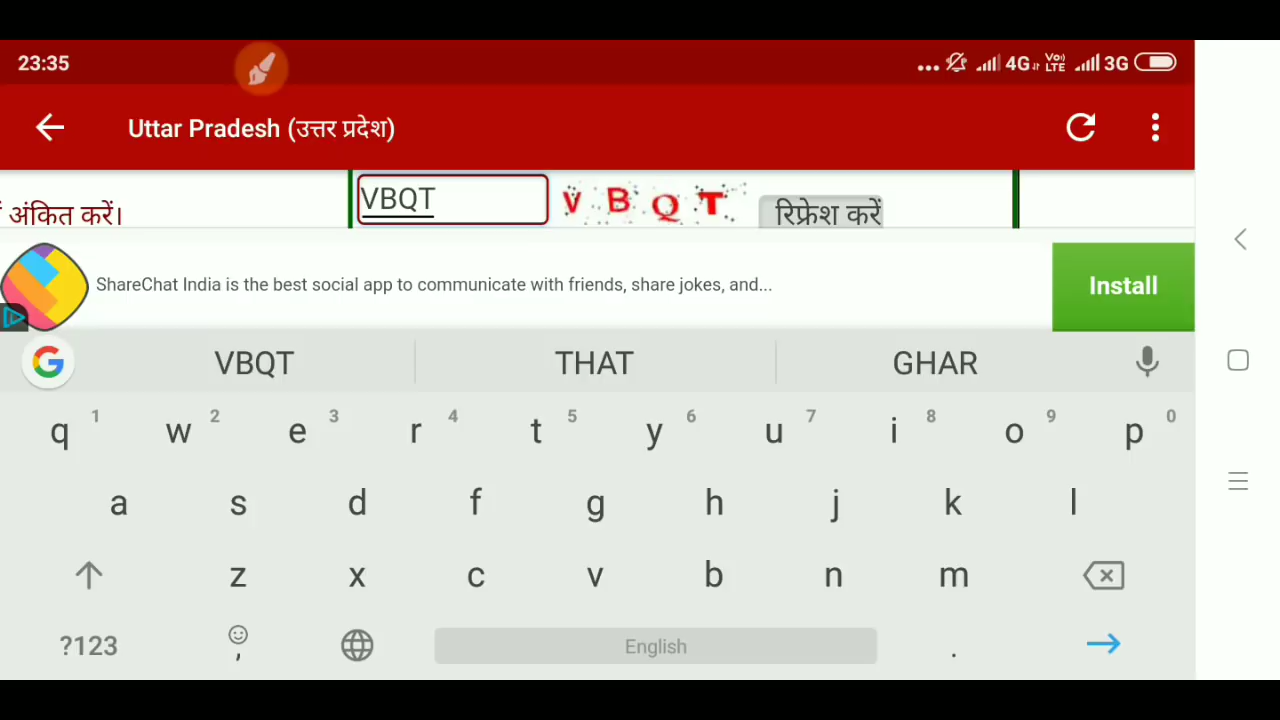 23:35 ... 4G VoLTE 3G
Uttar Pradesh (उत्तर प्रदेश)
अंकित करें। VBQT V B Q T रिफ्रेश करें
ShareChat India is the best social app to communicate with friends, share jokes, and... Install
G VBQT THAT GHAR
q 1 w 2 e 3 r 4 t 5 y 6 u 7 i 8 o 9 p 0
a s d f g h j k l
z x c v b n m
?123 , English .